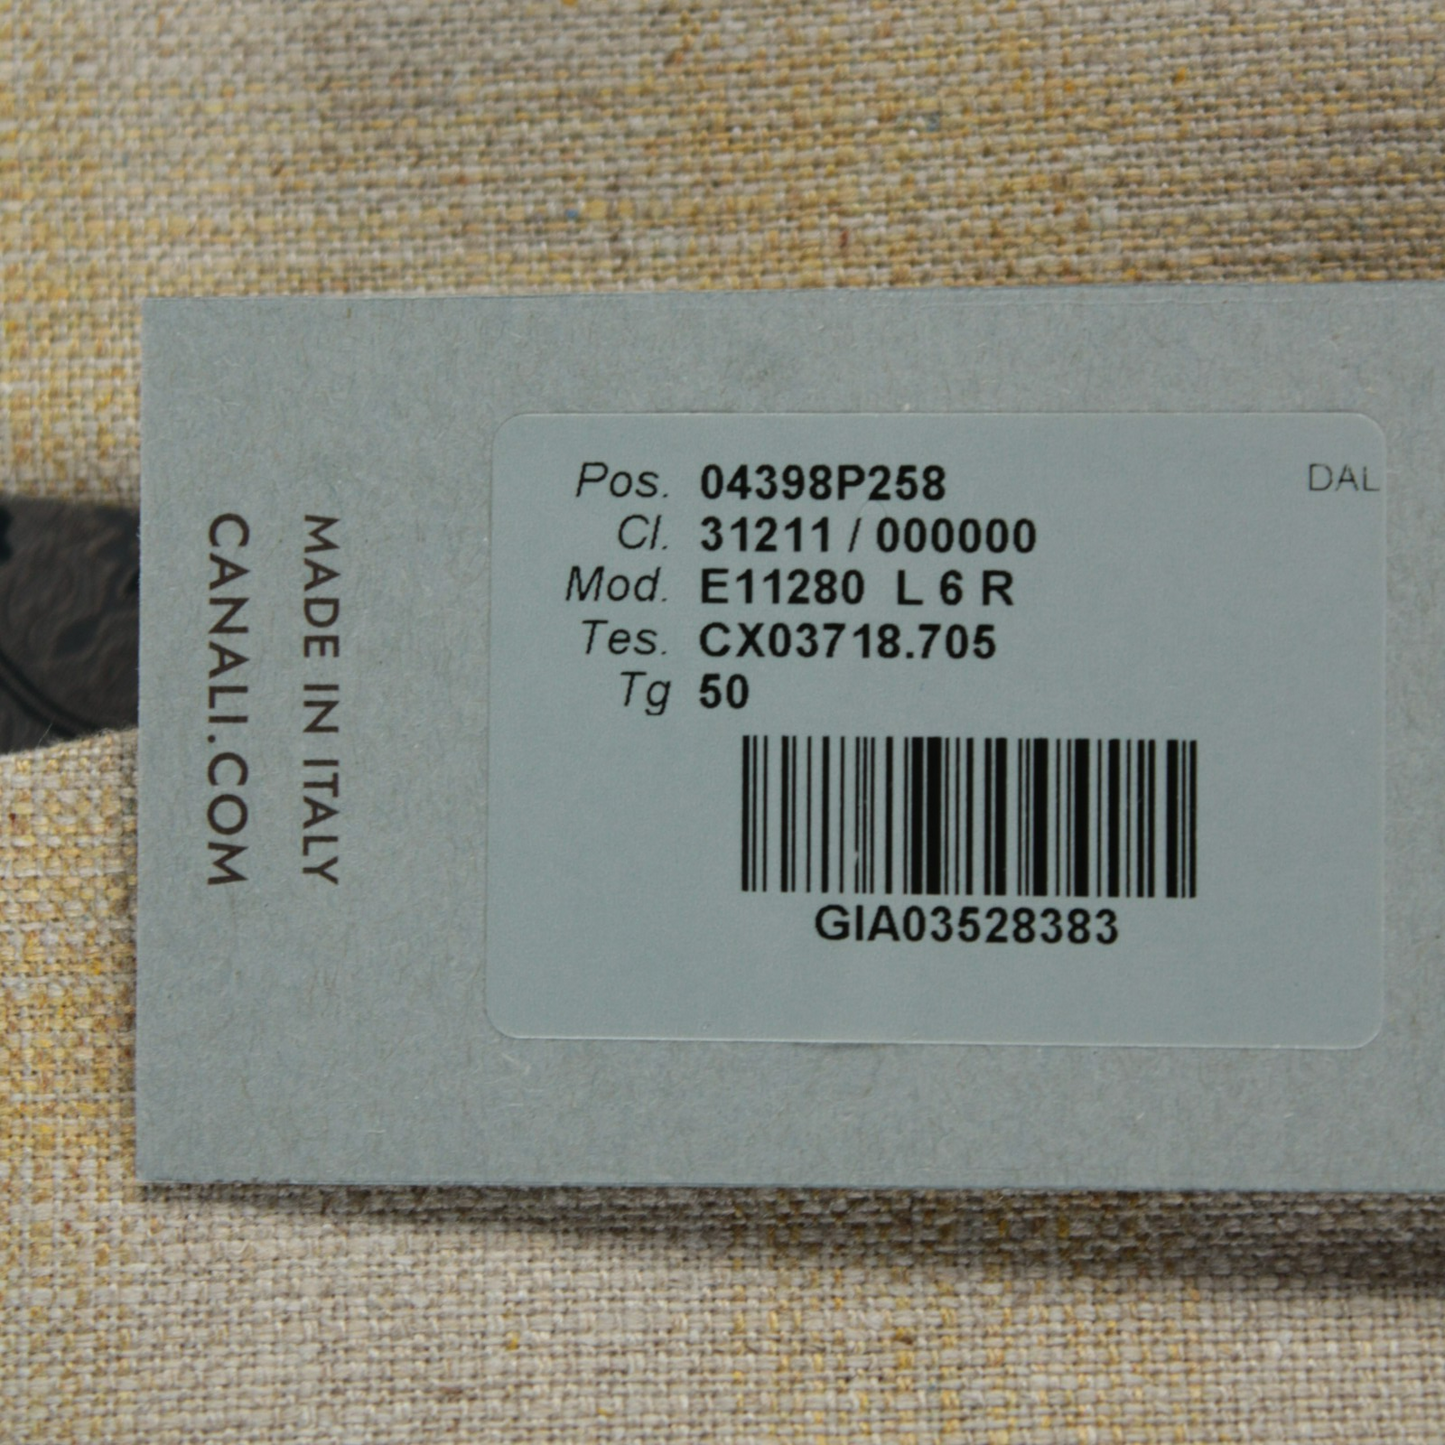 MADE IN ITALY
CANALI.COM
Pos. 04398P258
DAL
Cl. 31211 / 000000
Mod. E11280 L 6 R
Tes. CX03718.705
Tg 50
GIA03528383